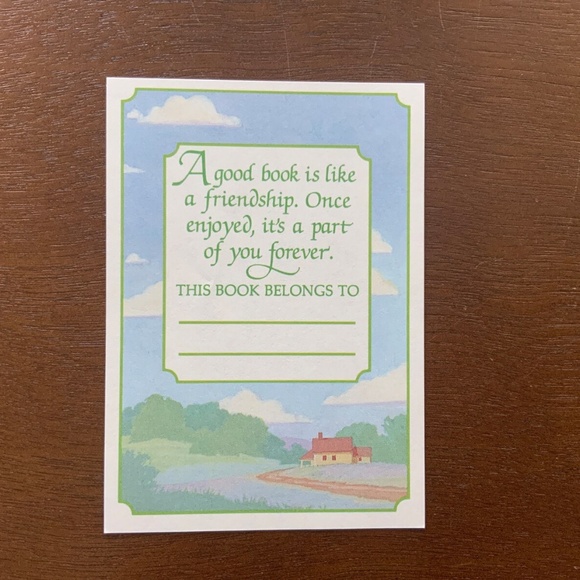 A good book is like
a friendship. Once
enjoyed, it's a part
of you forever.
THIS BOOK BELONGS TO